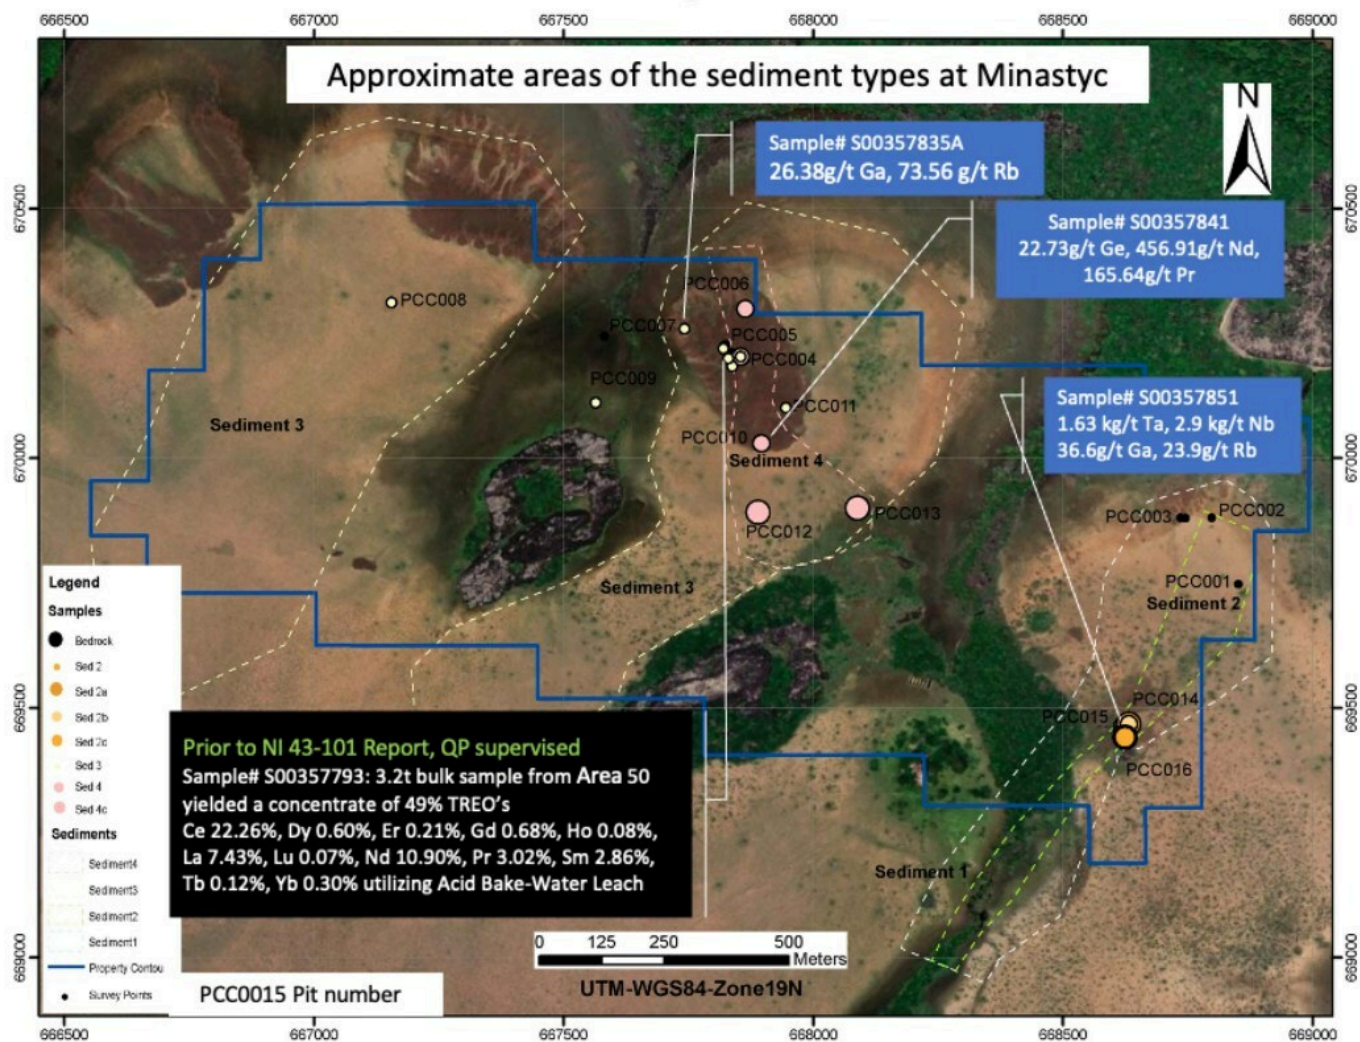 666500 667000 667500 668000 668500 669000
Approximate areas of the sediment types at Minastyc
N
Sample# S00357835A
26.38g/t Ga, 73.56 g/t Rb
670500
670500
Sample# S00357841
22.73g/t Ge, 456.91g/t Nd,
165.64g/t Pr
PCC006
PCC008
PCC007
PCC005
PCC004
PCC009
Sample# S00357851
1.63 kg/t Ta, 2.9 kg/t Nb
36.6g/t Ga, 23.9g/t Rb
PCC011
Sediment 3
PCC010
Sediment 4
670000
670000
PCC013
PCC012
PCC003
PCC002
Sediment 3
PCC001
Sediment 2
Legend
Samples
Bedrock
Sed 2
Sed 2a
Sed 2b
Sed 2c
Sed 3
Sed 4
Sed 4c
Sediments
Sediment4
Sediment3
Sediment2
Sediment1
Property Contou
Survey Points
PCC014
PCC015
669500
PCC016
Prior to NI 43-101 Report, QP supervised
Sample# S00357793: 3.2t bulk sample from Area 50
yielded a concentrate of 49% TREO’s
Ce 22.26%, Dy 0.60%, Er 0.21%, Gd 0.68%, Ho 0.08%,
La 7.43%, Lu 0.07%, Nd 10.90%, Pr 3.02%, Sm 2.86%,
Tb 0.12%, Yb 0.30% utilizing Acid Bake-Water Leach
Sediment 1
0 125 250 500
Meters
669000
669000
UTM-WGS84-Zone19N
PCC0015 Pit number
666500 667000 667500 668000 668500 669000